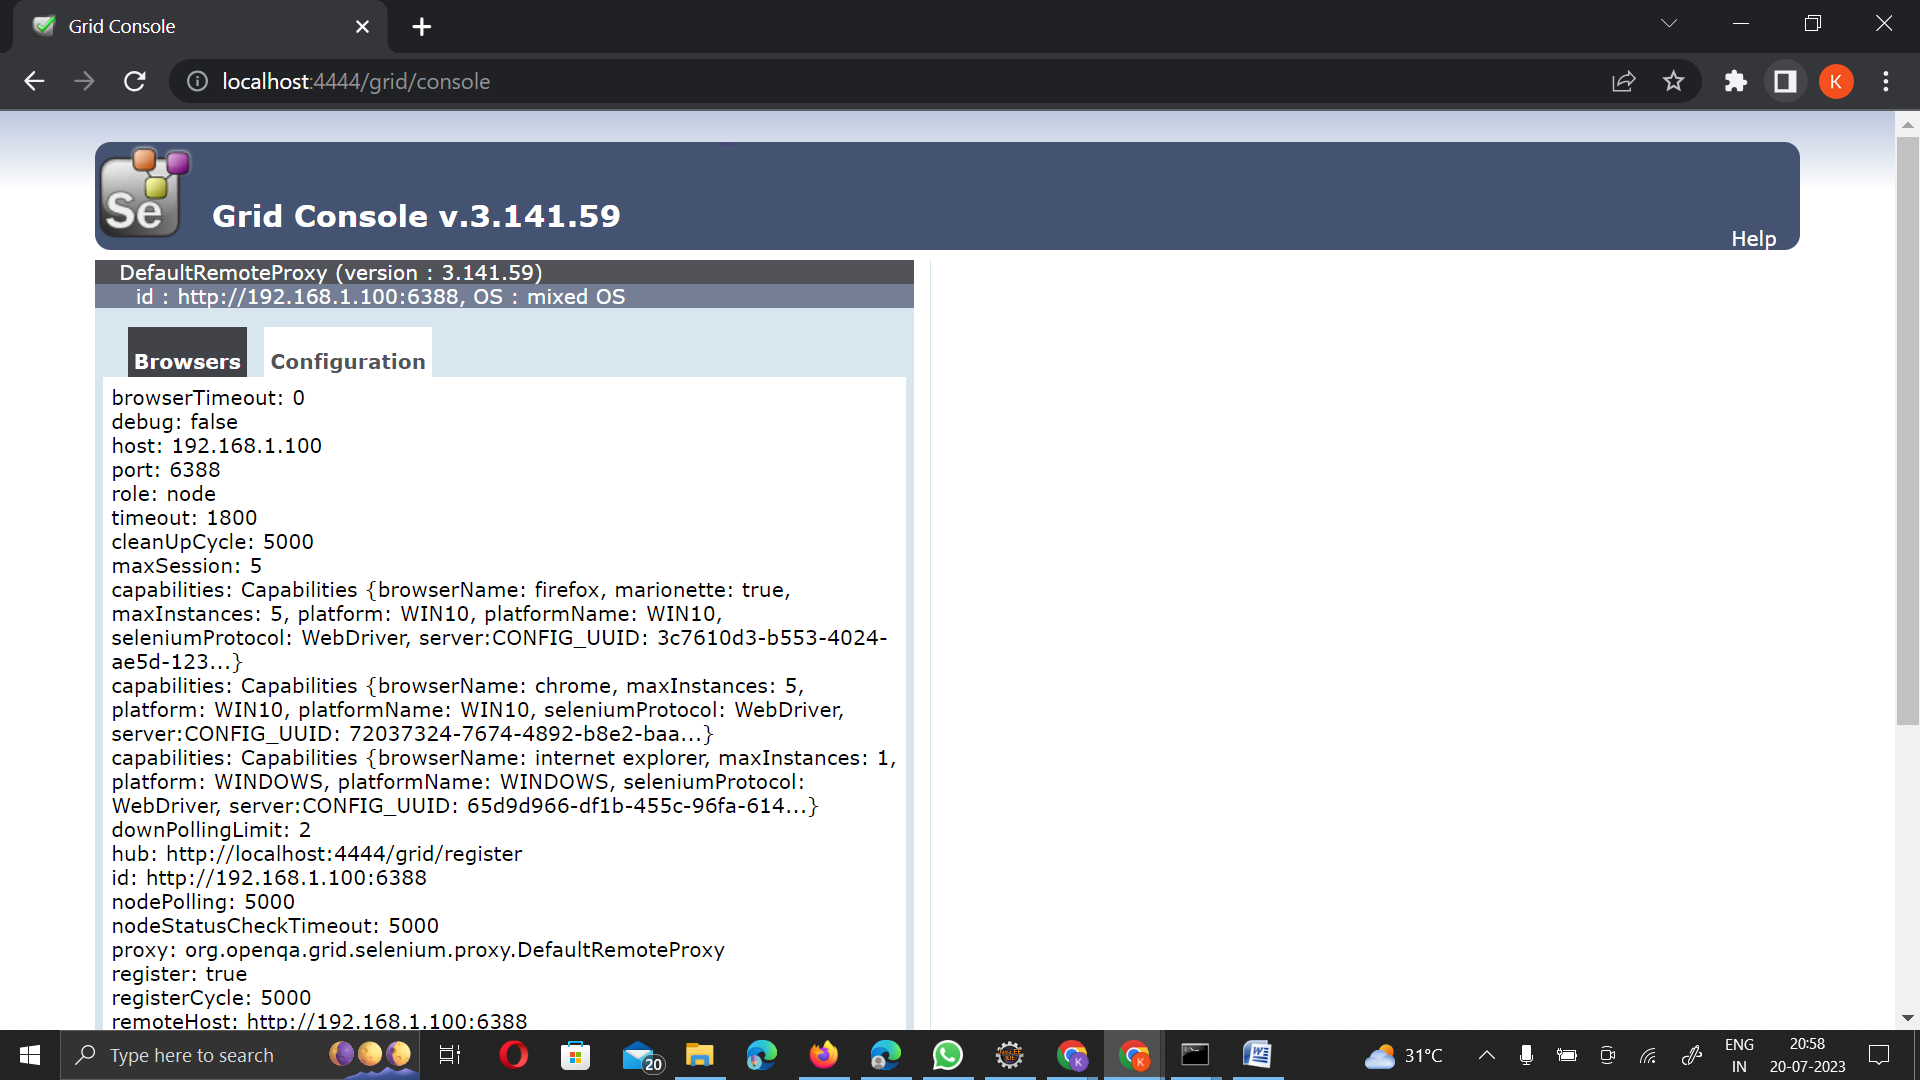 Grid Console
localhost:4444/grid/console
K
Se
Grid Console v.3.141.59
Help
DefaultRemoteProxy (version : 3.141.59)
id : http://192.168.1.100:6388, OS : mixed OS
Browsers Configuration
browserTimeout: 0
debug: false
host: 192.168.1.100
port: 6388
role: node
timeout: 1800
cleanUpCycle: 5000
maxSession: 5
capabilities: Capabilities {browserName: firefox, marionette: true,
maxInstances: 5, platform: WIN10, platformName: WIN10,
seleniumProtocol: WebDriver, server:CONFIG_UUID: 3c7610d3-b553-4024-
ae5d-123...}
capabilities: Capabilities {browserName: chrome, maxInstances: 5,
platform: WIN10, platformName: WIN10, seleniumProtocol: WebDriver,
server:CONFIG_UUID: 72037324-7674-4892-b8e2-baa...}
capabilities: Capabilities {browserName: internet explorer, maxInstances: 1,
platform: WINDOWS, platformName: WINDOWS, seleniumProtocol:
WebDriver, server:CONFIG_UUID: 65d9d966-df1b-455c-96fa-614...}
downPollingLimit: 2
hub: http://localhost:4444/grid/register
id: http://192.168.1.100:6388
nodePolling: 5000
nodeStatusCheckTimeout: 5000
proxy: org.openqa.grid.selenium.proxy.DefaultRemoteProxy
register: true
registerCycle: 5000
remoteHost: http://192.168.1.100:6388
Type here to search
20
K
K
31°C
ENG
IN
20:58
20-07-2023